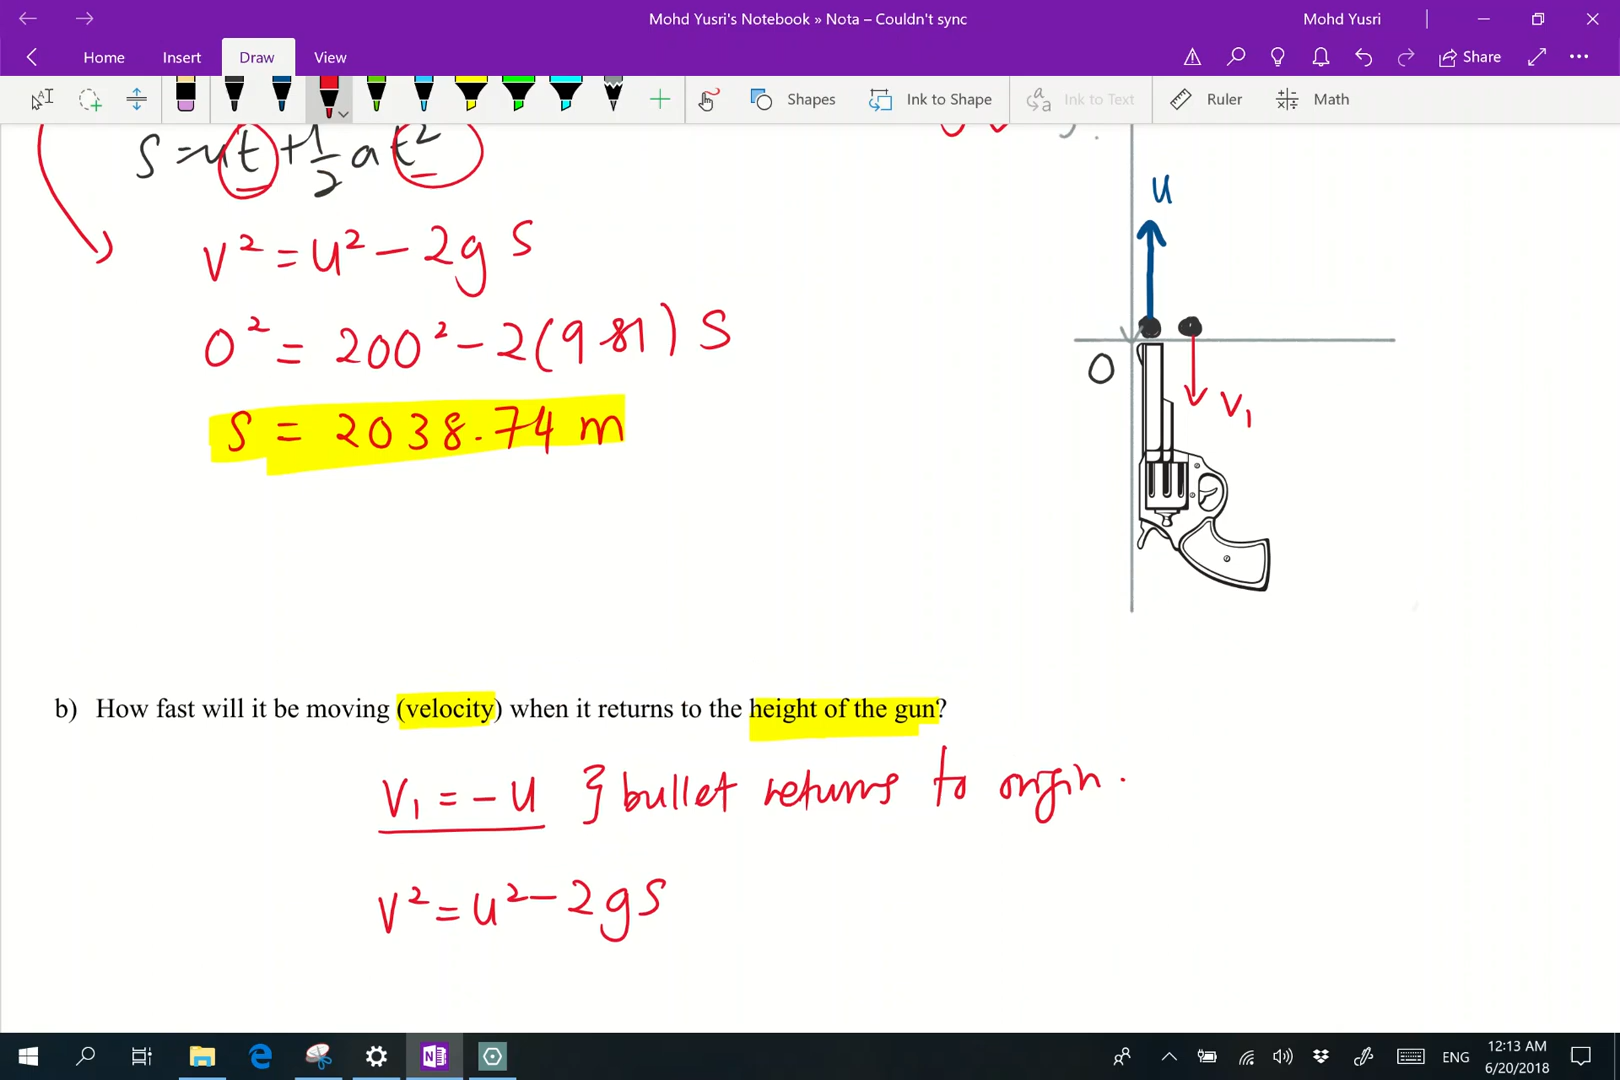 Mohd Yusri's Notebook » Nota – Couldn't sync
Mohd Yusri
Home Insert Draw View
Share
Shapes
Ink to Shape
Ink to Text
Ruler
Math
S = ut + 1/2 at²
v² = u² − 2gs
0² = 200² − 2(9.81) S
S = 2038.74 m
u
O
v₁
b) How fast will it be moving (velocity) when it returns to the height of the gun?
v₁ = −u } bullet returns to origin.
v² = u² − 2gs
ENG
12:13 AM
6/20/2018